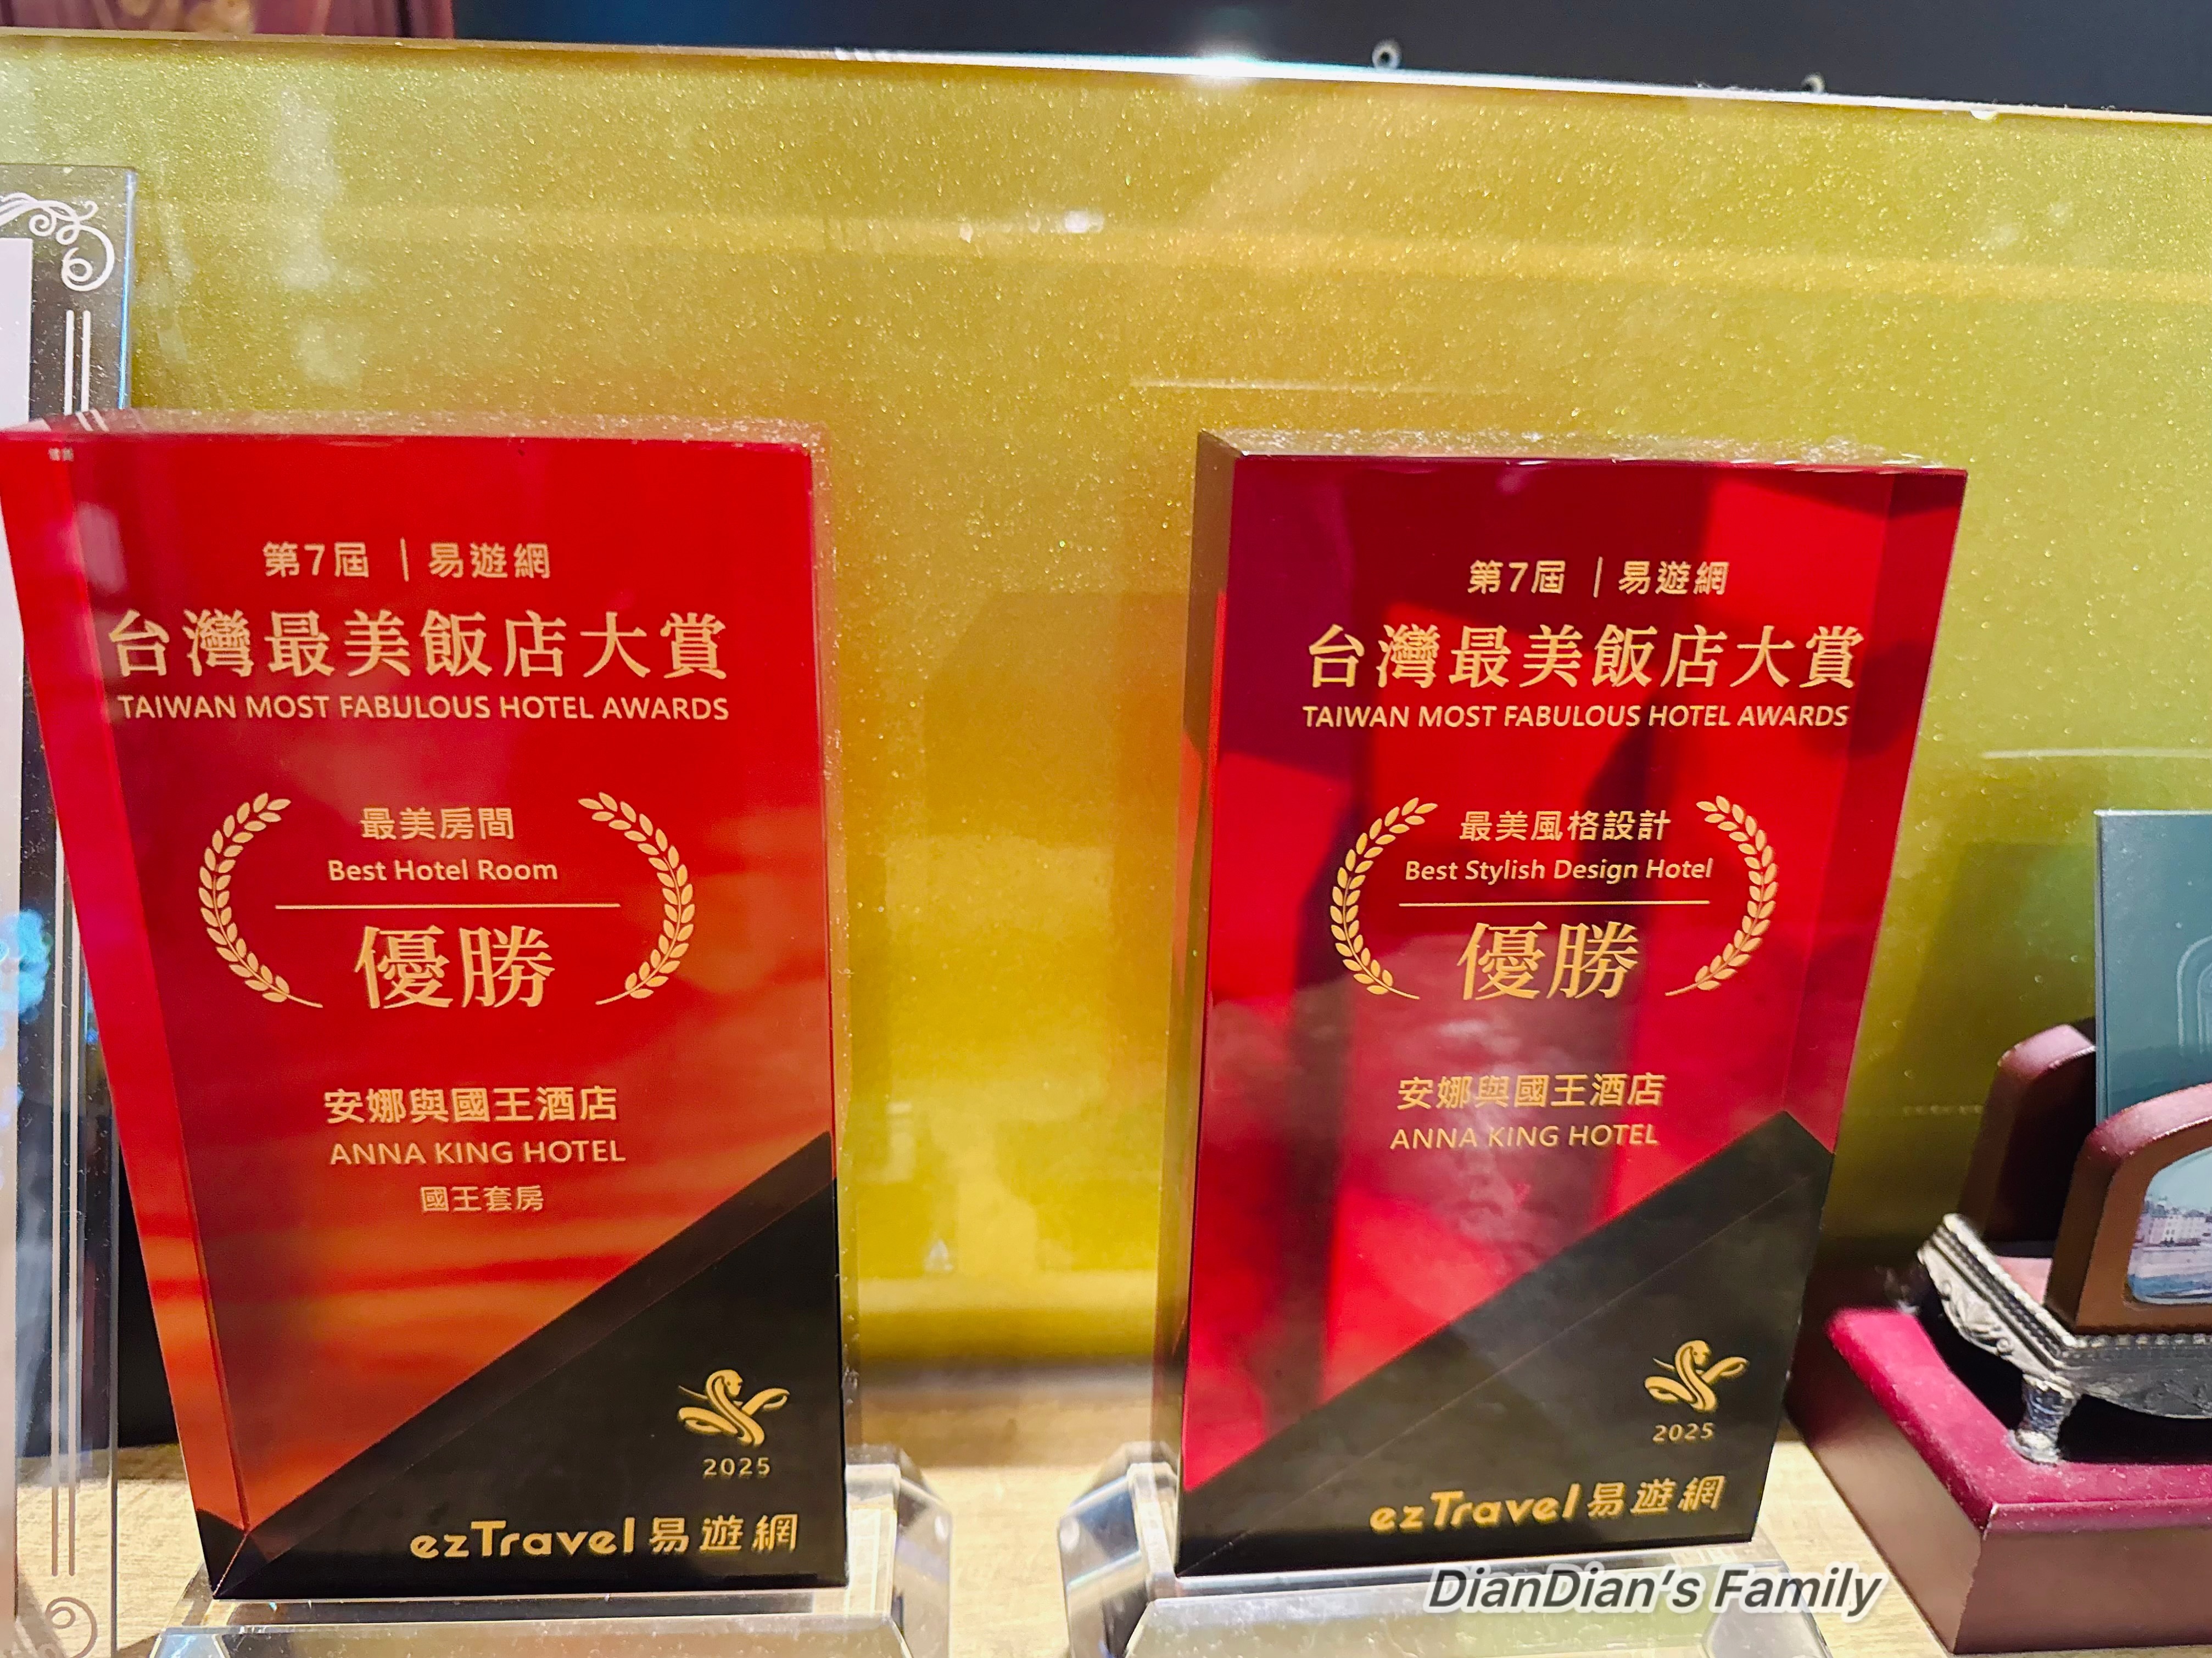 第7屆 | 易遊網
台灣最美飯店大賞
TAIWAN MOST FABULOUS HOTEL AWARDS
最美房間
Best Hotel Room
優勝
安娜與國王酒店
ANNA KING HOTEL
國王套房
2025
ezTravel 易遊網
第7屆 | 易遊網
台灣最美飯店大賞
TAIWAN MOST FABULOUS HOTEL AWARDS
最美風格設計
Best Stylish Design Hotel
優勝
安娜與國王酒店
ANNA KING HOTEL
2025
ezTravel 易遊網
DianDian's Family